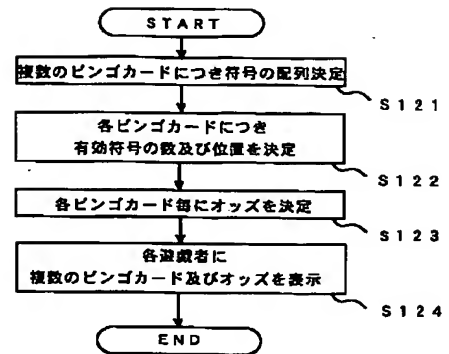 START
複数のビンゴカードにつき符号の配列決定
S121
各ビンゴカードにつき
有効符号の数及び位置を決定
S122
各ビンゴカード毎にオッズを決定
S123
各遊戯者に
複数のビンゴカード及びオッズを表示
S124
END